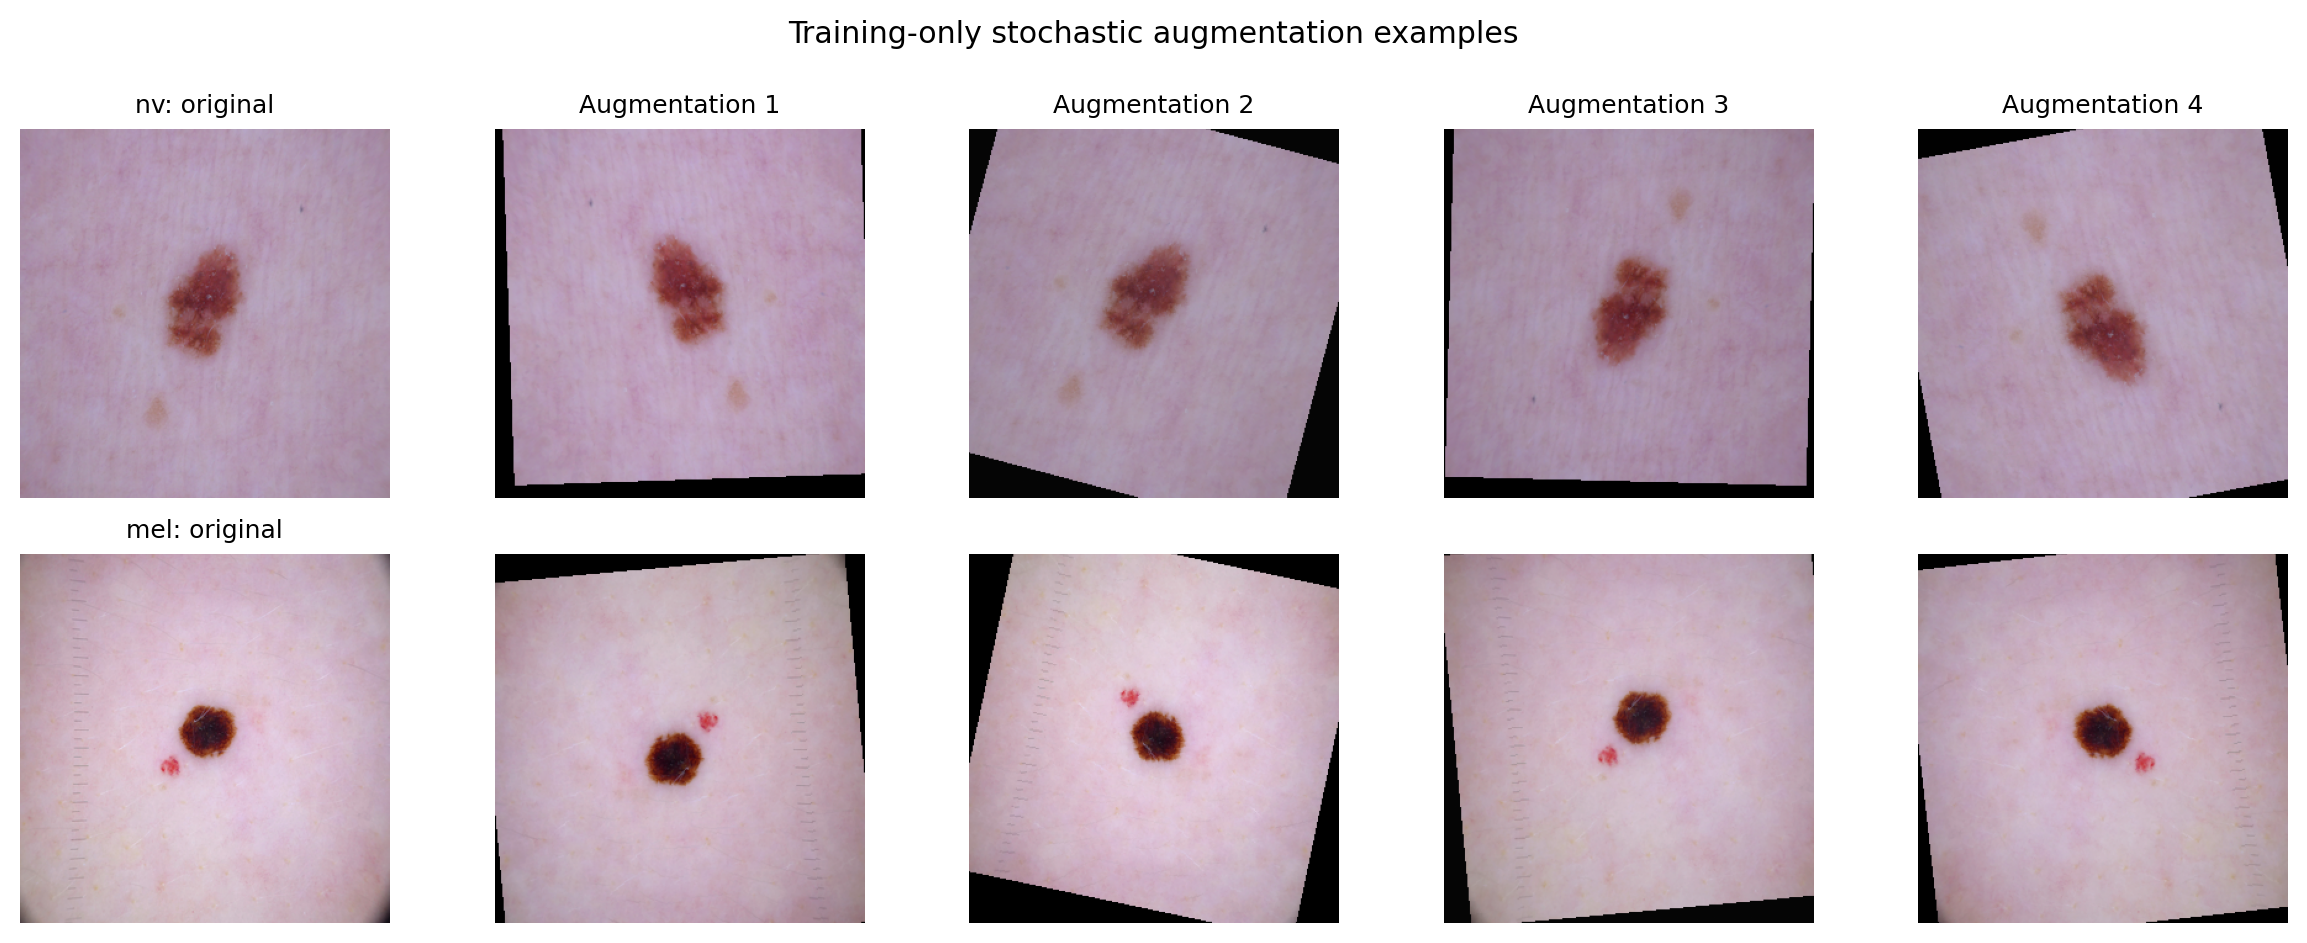 Training-only stochastic augmentation examples
nv: original
Augmentation 1
Augmentation 2
Augmentation 3
Augmentation 4
mel: original